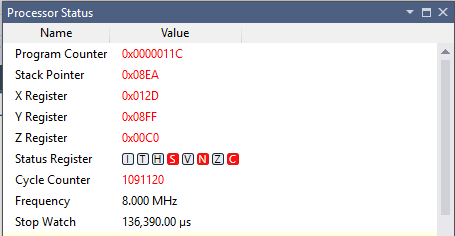 Processor Status
Name Value
Program Counter 0x0000011C
Stack Pointer 0x08EA
X Register 0x012D
Y Register 0x08FF
Z Register 0x00C0
Status Register I T H S V N Z C
Cycle Counter 1091120
Frequency 8.000 MHz
Stop Watch 136,390.00 µs